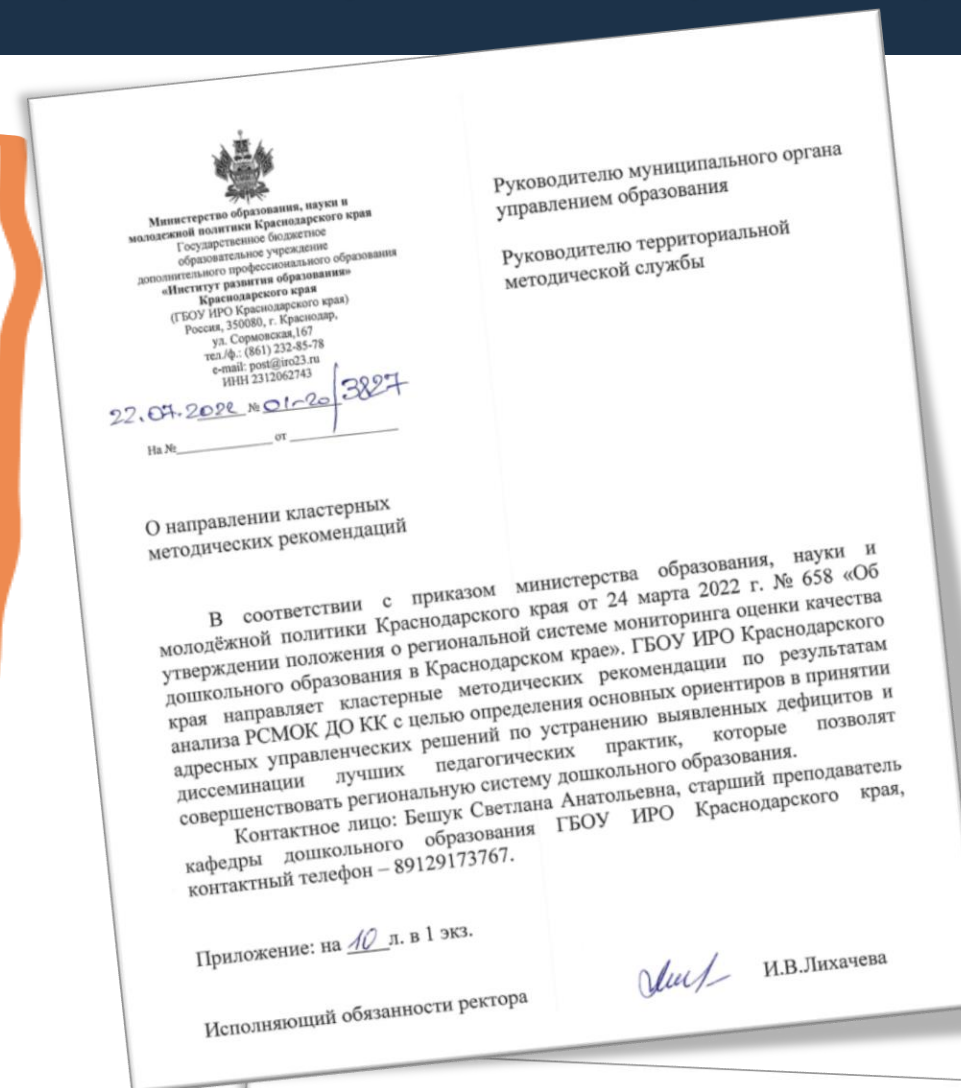 Министерство образования, науки и
молодежной политики Краснодарского края
Государственное бюджетное
образовательное учреждение
дополнительного профессионального образования
«Институт развития образования»
Краснодарского края
(ГБОУ ИРО Краснодарского края)
Россия, 350080, г. Краснодар,
ул. Сормовская,167
тел./ф.: (861) 232-85-78
e-mail: post@iro23.ru
ИНН 2312062743
22.07.2022 № 01-20/3827
На №____________ от ____________
Руководителю муниципального органа
управлением образования
Руководителю территориальной
методической службы
О направлении кластерных
методических рекомендаций
В соответствии с приказом министерства образования, науки и
молодёжной политики Краснодарского края от 24 марта 2022 г. № 658 «Об
утверждении положения о региональной системе мониторинга оценки качества
дошкольного образования в Краснодарском крае». ГБОУ ИРО Краснодарского
края направляет кластерные методических рекомендации по результатам
анализа РСМОК ДО КК с целью определения основных ориентиров в принятии
адресных управленческих решений по устранению выявленных дефицитов и
диссеминации лучших педагогических практик, которые позволят
совершенствовать региональную систему дошкольного образования.
Контактное лицо: Бешук Светлана Анатольевна, старший преподаватель
кафедры дошкольного образования ГБОУ ИРО Краснодарского края,
контактный телефон – 89129173767.
Приложение: на 10 л. в 1 экз.
Исполняющий обязанности ректора И.В.Лихачева